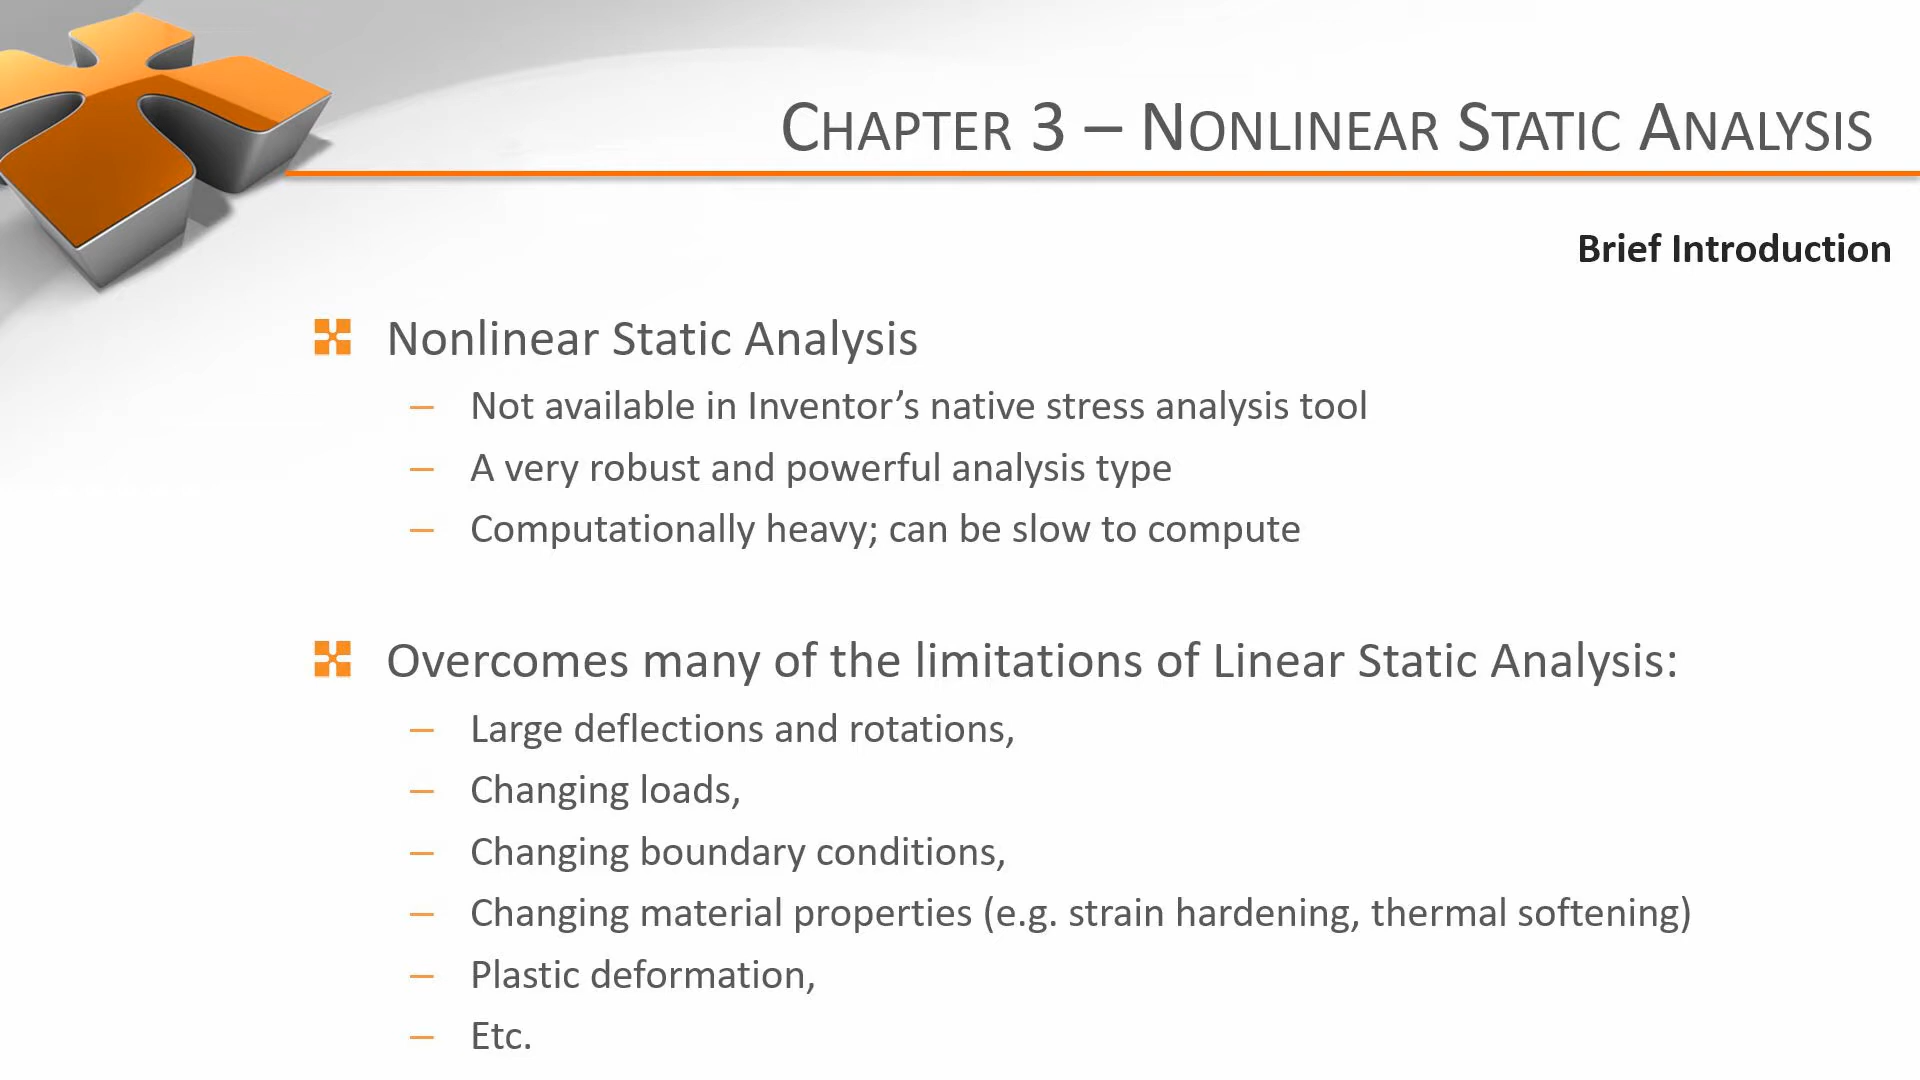 CHAPTER 3 – NONLINEAR STATIC ANALYSIS
Brief Introduction
Nonlinear Static Analysis
– Not available in Inventor’s native stress analysis tool
– A very robust and powerful analysis type
– Computationally heavy; can be slow to compute
Overcomes many of the limitations of Linear Static Analysis:
– Large deflections and rotations,
– Changing loads,
– Changing boundary conditions,
– Changing material properties (e.g. strain hardening, thermal softening)
– Plastic deformation,
– Etc.